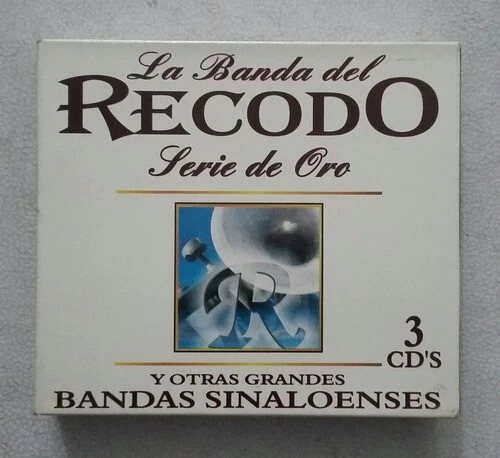 La Banda del
RECODO
Serie de Oro
R
3
CD'S
Y OTRAS GRANDES
BANDAS SINALOENSES